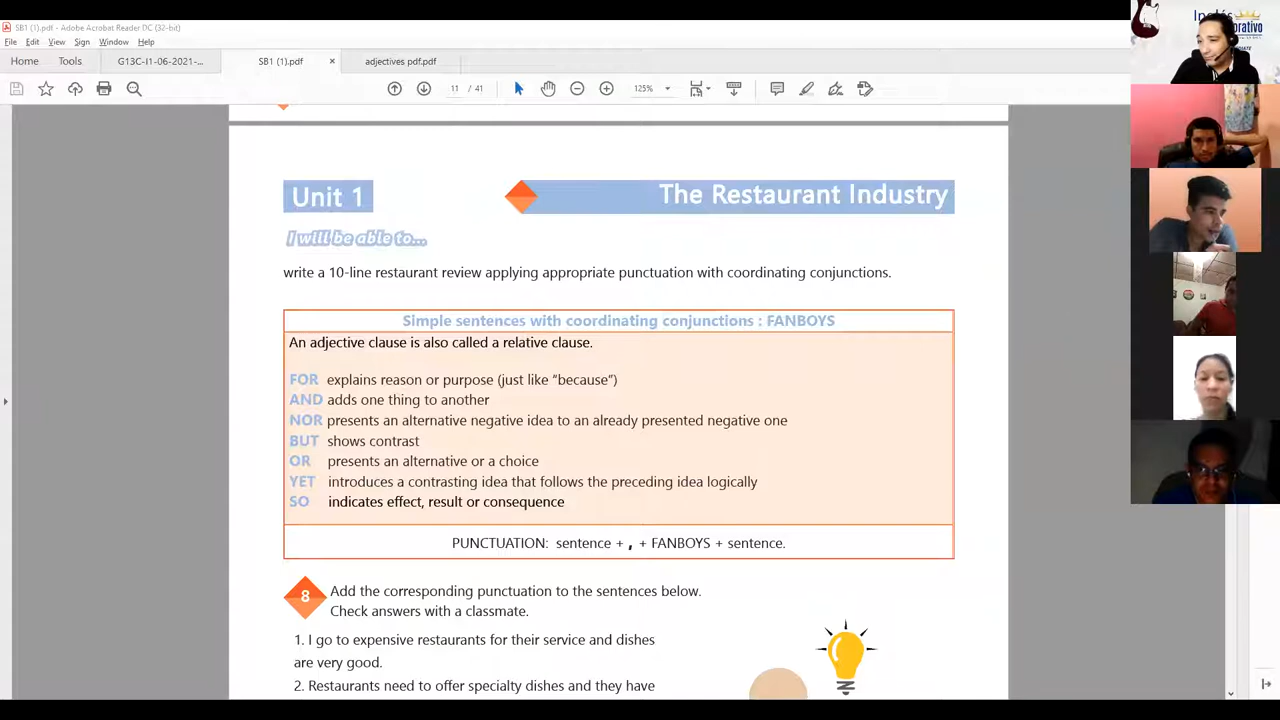 SB1 (1).pdf - Adobe Acrobat Reader DC (32-bit)
File Edit View Sign Window Help
Home Tools G13C-I1-06-2021-... SB1 (1).pdf × adjectives pdf.pdf
11 / 41 125%
Unit 1 The Restaurant Industry
I will be able to...
write a 10-line restaurant review applying appropriate punctuation with coordinating conjunctions.
Simple sentences with coordinating conjunctions : FANBOYS
An adjective clause is also called a relative clause.
FOR explains reason or purpose (just like “because”)
AND adds one thing to another
NOR presents an alternative negative idea to an already presented negative one
BUT shows contrast
OR presents an alternative or a choice
YET introduces a contrasting idea that follows the preceding idea logically
SO indicates effect, result or consequence
PUNCTUATION: sentence + , + FANBOYS + sentence.
8 Add the corresponding punctuation to the sentences below.
Check answers with a classmate.
1. I go to expensive restaurants for their service and dishes
are very good.
2. Restaurants need to offer specialty dishes and they have